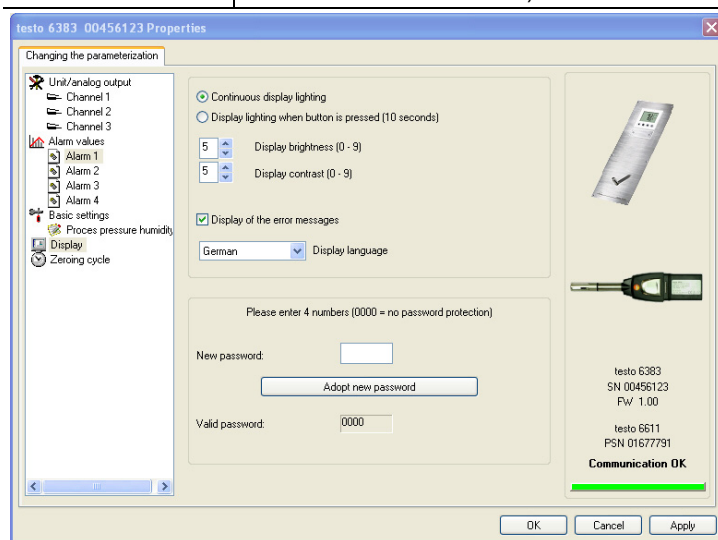 testo 6383 00456123 Properties
Changing the parameterization
Unit/analog output
Channel 1
Channel 2
Channel 3
Alarm values
Alarm 1
Alarm 2
Alarm 3
Alarm 4
Basic settings
Proces pressure humidity
Display
Zeroing cycle
Continuous display lighting
Display lighting when button is pressed (10 seconds)
5 Display brightness (0 - 9)
5 Display contrast (0 - 9)
Display of the error messages
German Display language
Please enter 4 numbers (0000 = no password protection)
New password:
Adopt new password
Valid password: 0000
testo 6383
SN 00456123
FW 1.00
testo 6611
PSN 01677791
Communication OK
OK Cancel Apply